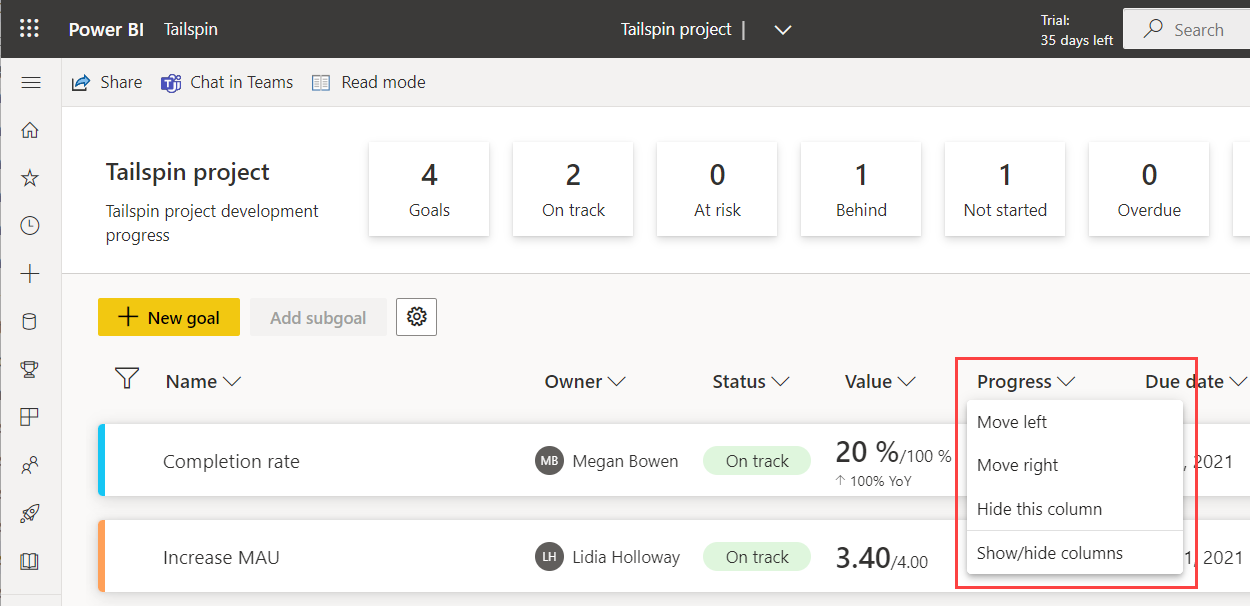 Power BI Tailspin Tailspin project | Trial: 35 days left Search
Share Chat in Teams Read mode
Tailspin project
Tailspin project development
progress
4
Goals
2
On track
0
At risk
1
Behind
1
Not started
0
Overdue
New goal Add subgoal
Name Owner Status Value Progress Due date
Move left
Move right
Hide this column
Show/hide columns
Completion rate MB Megan Bowen On track 20 %/100 % , 2021
↑ 100% YoY
Increase MAU LH Lidia Holloway On track 3.40/4.00 1, 2021